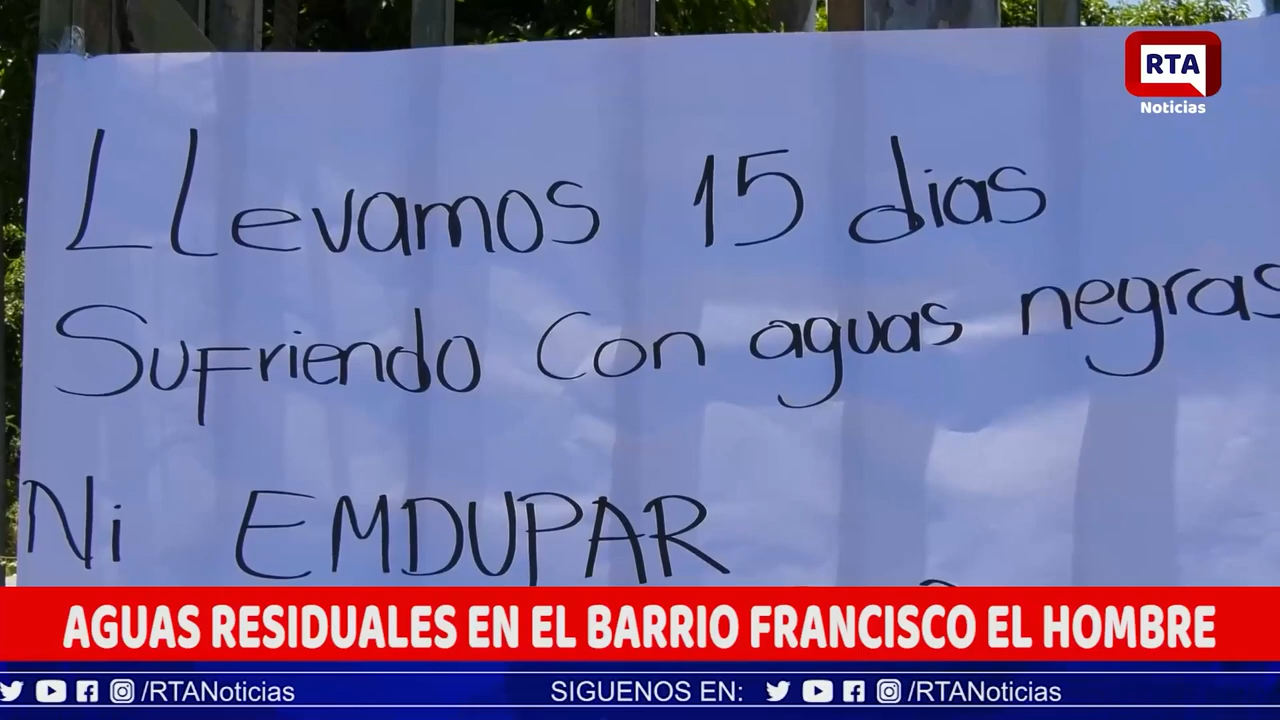 RTA
Noticias
Llevamos 15 dias
Sufriendo Con aguas negras
Ni EMDUPAR
AGUAS RESIDUALES EN EL BARRIO FRANCISCO EL HOMBRE
/RTANoticias SIGUENOS EN: /RTANoticias